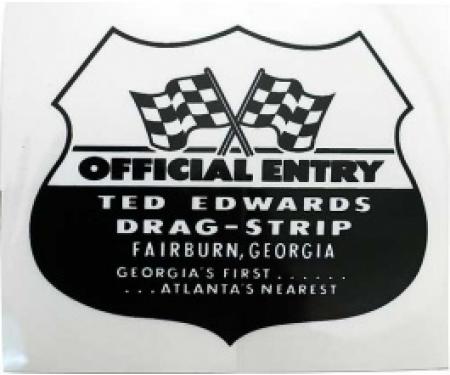 OFFICIAL ENTRY
TED EDWARDS
DRAG-STRIP
FAIRBURN, GEORGIA
GEORGIA'S FIRST . . . . . .
. . . ATLANTA'S NEAREST